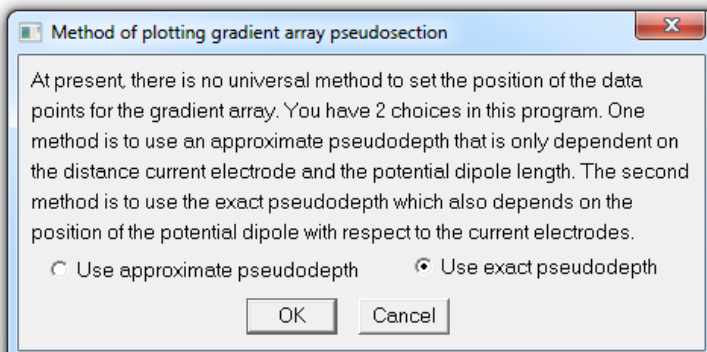 Method of plotting gradient array pseudosection
At present, there is no universal method to set the position of the data
points for the gradient array. You have 2 choices in this program. One
method is to use an approximate pseudodepth that is only dependent on
the distance current electrode and the potential dipole length. The second
method is to use the exact pseudodepth which also depends on the
position of the potential dipole with respect to the current electrodes.
Use approximate pseudodepth Use exact pseudodepth
OK Cancel